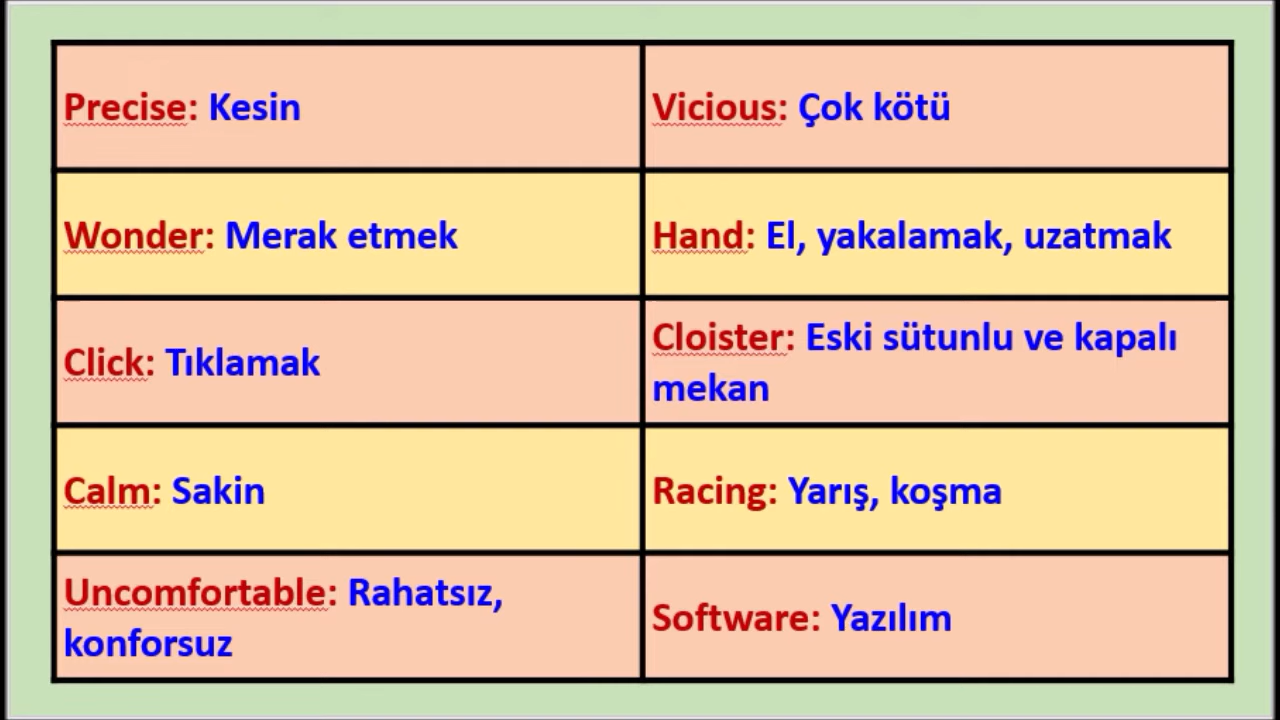 Precise: Kesin
Vicious: Çok kötü
Wonder: Merak etmek
Hand: El, yakalamak, uzatmak
Click: Tıklamak
Cloister: Eski sütunlu ve kapalı
mekan
Calm: Sakin
Racing: Yarış, koşma
Uncomfortable: Rahatsız,
konforsuz
Software: Yazılım